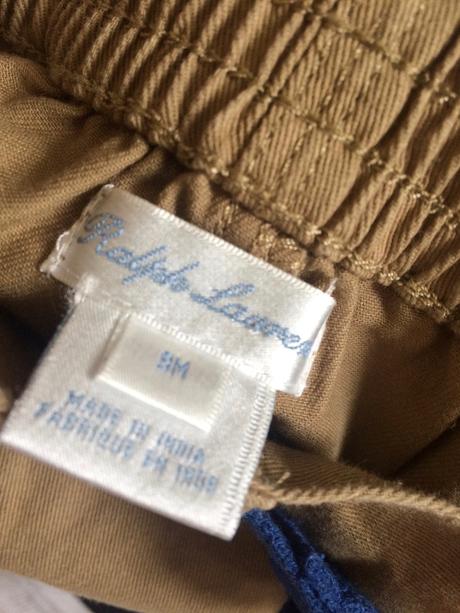 Ralph Lauren
9M
MADE IN INDIA
FABRIQUE EN INDE